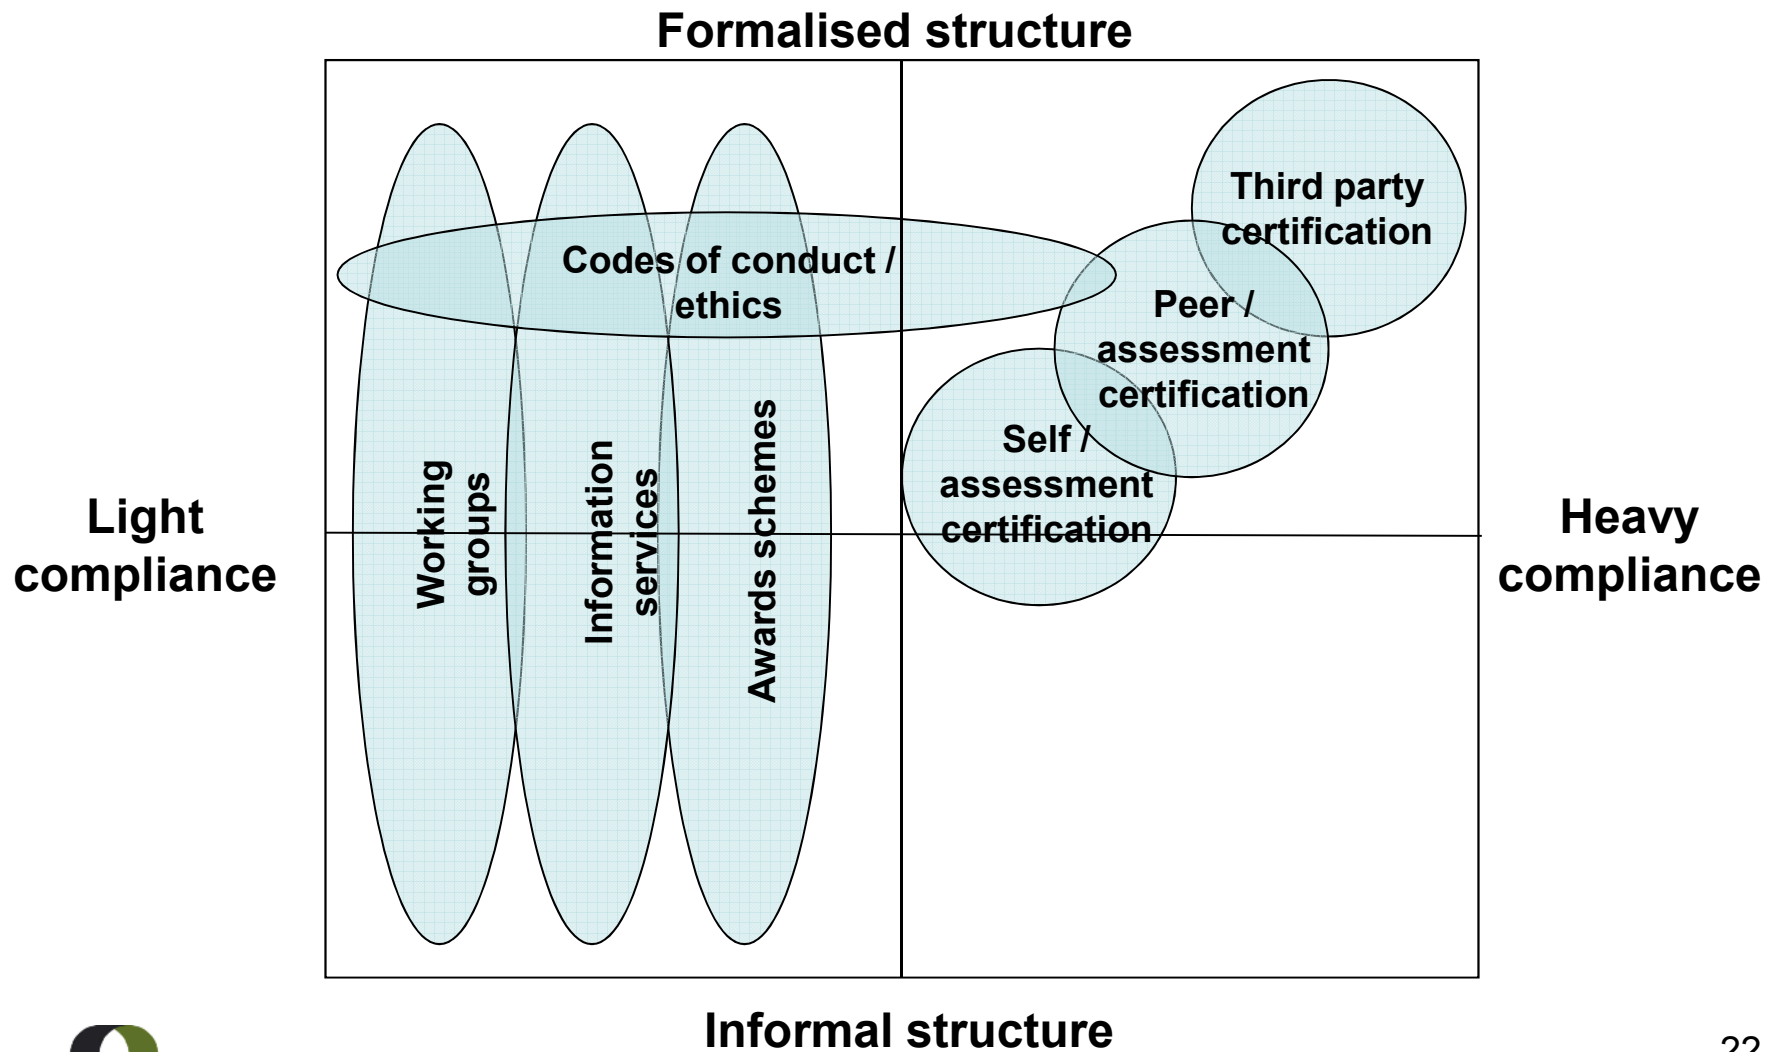 Formalised structure
Third party
certification
Codes of conduct /
ethics
Peer /
assessment
certification
Self /
assessment
certification
Working
groups
Information
services
Awards schemes
Light
compliance
Heavy
compliance
Informal structure
22